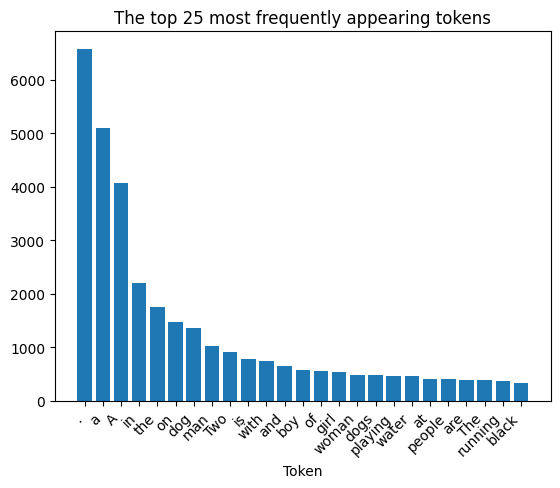 The top 25 most frequently appearing tokens
6000
5000
4000
3000
2000
1000
0
.
a
A
in
the
on
dog
man
Two
is
with
and
boy
of
girl
woman
dogs
playing
water
at
people
are
The
running
black
Token